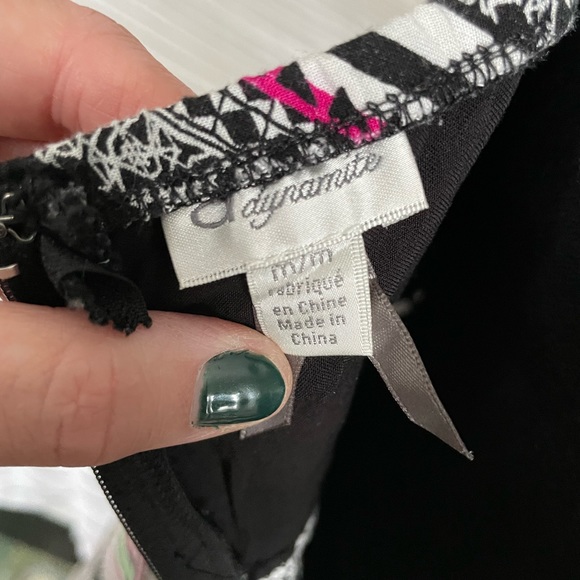 dynamite
m/m
Fabriqué
en Chine
Made in
China